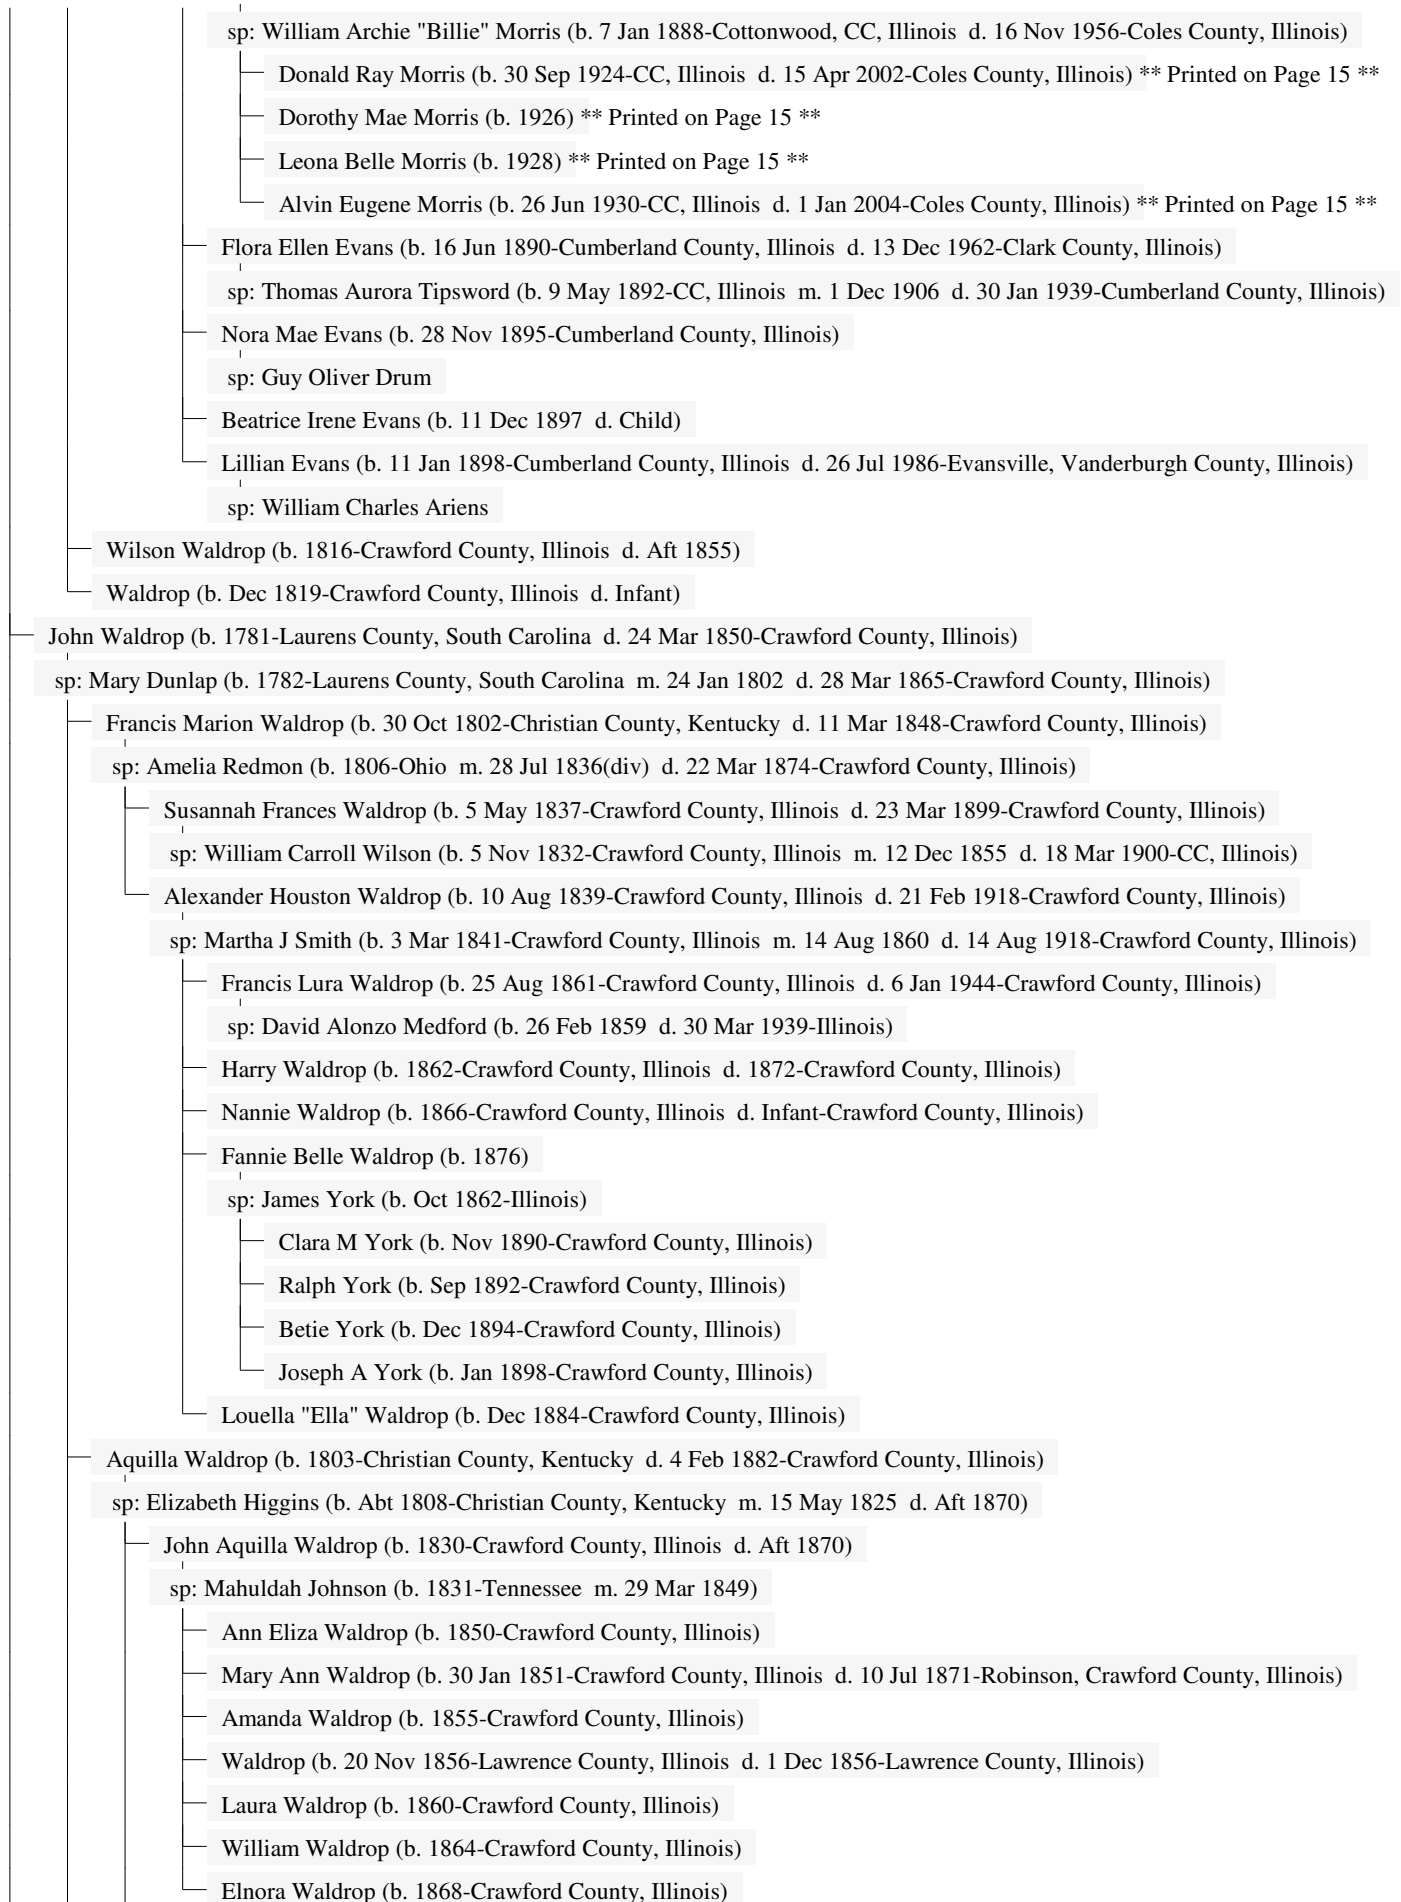 sp: William Archie "Billie" Morris (b. 7 Jan 1888-Cottonwood, CC, Illinois d. 16 Nov 1956-Coles County, Illinois)
Donald Ray Morris (b. 30 Sep 1924-CC, Illinois d. 15 Apr 2002-Coles County, Illinois) ** Printed on Page 15 **
Dorothy Mae Morris (b. 1926) ** Printed on Page 15 **
Leona Belle Morris (b. 1928) ** Printed on Page 15 **
Alvin Eugene Morris (b. 26 Jun 1930-CC, Illinois d. 1 Jan 2004-Coles County, Illinois) ** Printed on Page 15 **
Flora Ellen Evans (b. 16 Jun 1890-Cumberland County, Illinois d. 13 Dec 1962-Clark County, Illinois)
sp: Thomas Aurora Tipsword (b. 9 May 1892-CC, Illinois m. 1 Dec 1906 d. 30 Jan 1939-Cumberland County, Illinois)
Nora Mae Evans (b. 28 Nov 1895-Cumberland County, Illinois)
sp: Guy Oliver Drum
Beatrice Irene Evans (b. 11 Dec 1897 d. Child)
Lillian Evans (b. 11 Jan 1898-Cumberland County, Illinois d. 26 Jul 1986-Evansville, Vanderburgh County, Illinois)
sp: William Charles Ariens
Wilson Waldrop (b. 1816-Crawford County, Illinois d. Aft 1855)
Waldrop (b. Dec 1819-Crawford County, Illinois d. Infant)
John Waldrop (b. 1781-Laurens County, South Carolina d. 24 Mar 1850-Crawford County, Illinois)
sp: Mary Dunlap (b. 1782-Laurens County, South Carolina m. 24 Jan 1802 d. 28 Mar 1865-Crawford County, Illinois)
Francis Marion Waldrop (b. 30 Oct 1802-Christian County, Kentucky d. 11 Mar 1848-Crawford County, Illinois)
sp: Amelia Redmon (b. 1806-Ohio m. 28 Jul 1836(div) d. 22 Mar 1874-Crawford County, Illinois)
Susannah Frances Waldrop (b. 5 May 1837-Crawford County, Illinois d. 23 Mar 1899-Crawford County, Illinois)
sp: William Carroll Wilson (b. 5 Nov 1832-Crawford County, Illinois m. 12 Dec 1855 d. 18 Mar 1900-CC, Illinois)
Alexander Houston Waldrop (b. 10 Aug 1839-Crawford County, Illinois d. 21 Feb 1918-Crawford County, Illinois)
sp: Martha J Smith (b. 3 Mar 1841-Crawford County, Illinois m. 14 Aug 1860 d. 14 Aug 1918-Crawford County, Illinois)
Francis Lura Waldrop (b. 25 Aug 1861-Crawford County, Illinois d. 6 Jan 1944-Crawford County, Illinois)
sp: David Alonzo Medford (b. 26 Feb 1859 d. 30 Mar 1939-Illinois)
Harry Waldrop (b. 1862-Crawford County, Illinois d. 1872-Crawford County, Illinois)
Nannie Waldrop (b. 1866-Crawford County, Illinois d. Infant-Crawford County, Illinois)
Fannie Belle Waldrop (b. 1876)
sp: James York (b. Oct 1862-Illinois)
Clara M York (b. Nov 1890-Crawford County, Illinois)
Ralph York (b. Sep 1892-Crawford County, Illinois)
Betie York (b. Dec 1894-Crawford County, Illinois)
Joseph A York (b. Jan 1898-Crawford County, Illinois)
Louella "Ella" Waldrop (b. Dec 1884-Crawford County, Illinois)
Aquilla Waldrop (b. 1803-Christian County, Kentucky d. 4 Feb 1882-Crawford County, Illinois)
sp: Elizabeth Higgins (b. Abt 1808-Christian County, Kentucky m. 15 May 1825 d. Aft 1870)
John Aquilla Waldrop (b. 1830-Crawford County, Illinois d. Aft 1870)
sp: Mahuldah Johnson (b. 1831-Tennessee m. 29 Mar 1849)
Ann Eliza Waldrop (b. 1850-Crawford County, Illinois)
Mary Ann Waldrop (b. 30 Jan 1851-Crawford County, Illinois d. 10 Jul 1871-Robinson, Crawford County, Illinois)
Amanda Waldrop (b. 1855-Crawford County, Illinois)
Waldrop (b. 20 Nov 1856-Lawrence County, Illinois d. 1 Dec 1856-Lawrence County, Illinois)
Laura Waldrop (b. 1860-Crawford County, Illinois)
William Waldrop (b. 1864-Crawford County, Illinois)
Elnora Waldrop (b. 1868-Crawford County, Illinois)